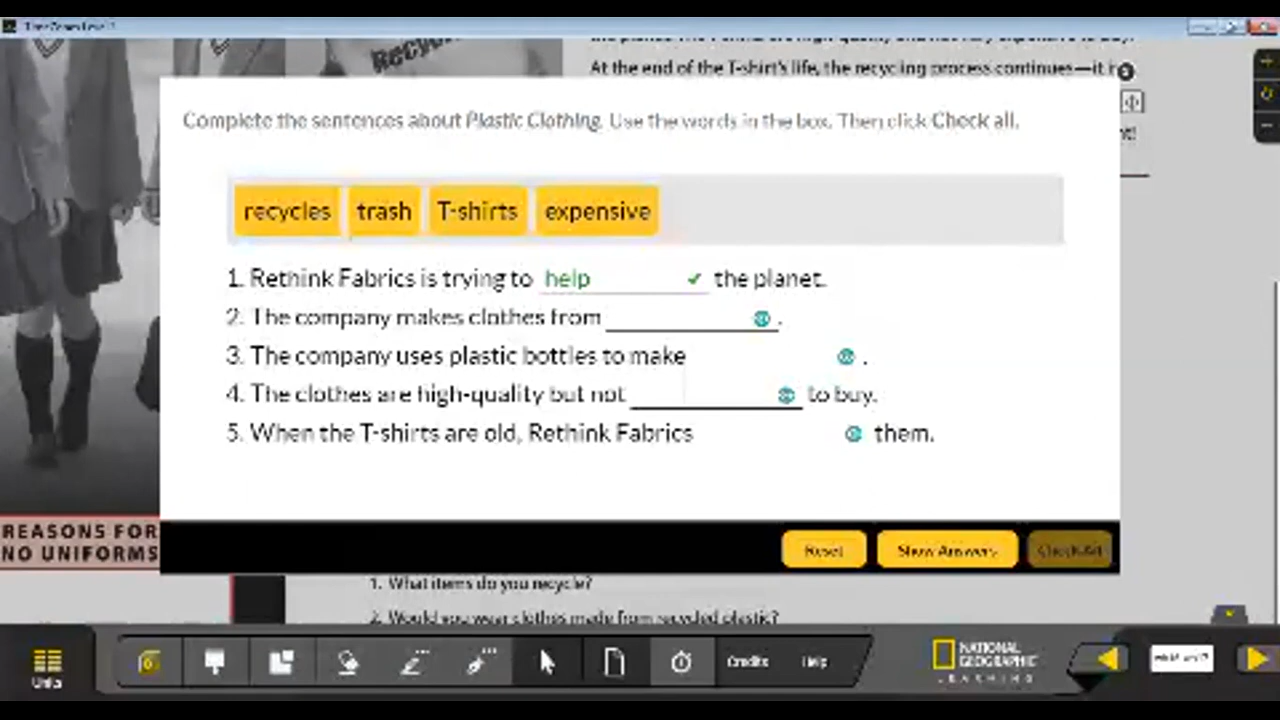 Recycl
At the end of the T-shirt's life, the recycling process continues—it i
Complete the sentences about Plastic Clothing. Use the words in the box. Then click Check all.
recycles trash T-shirts expensive
1. Rethink Fabrics is trying to help ✔ the planet.
2. The company makes clothes from .
3. The company uses plastic bottles to make .
4. The clothes are high-quality but not to buy.
5. When the T-shirts are old, Rethink Fabrics them.
REASONS FOR
NO UNIFORMS
Reset Show Answers Check All
1. What items do you recycle?
2. Would you wear clothes made from recycled plastic?
Units
Credits Help
NATIONAL
GEOGRAPHIC
LEARNING